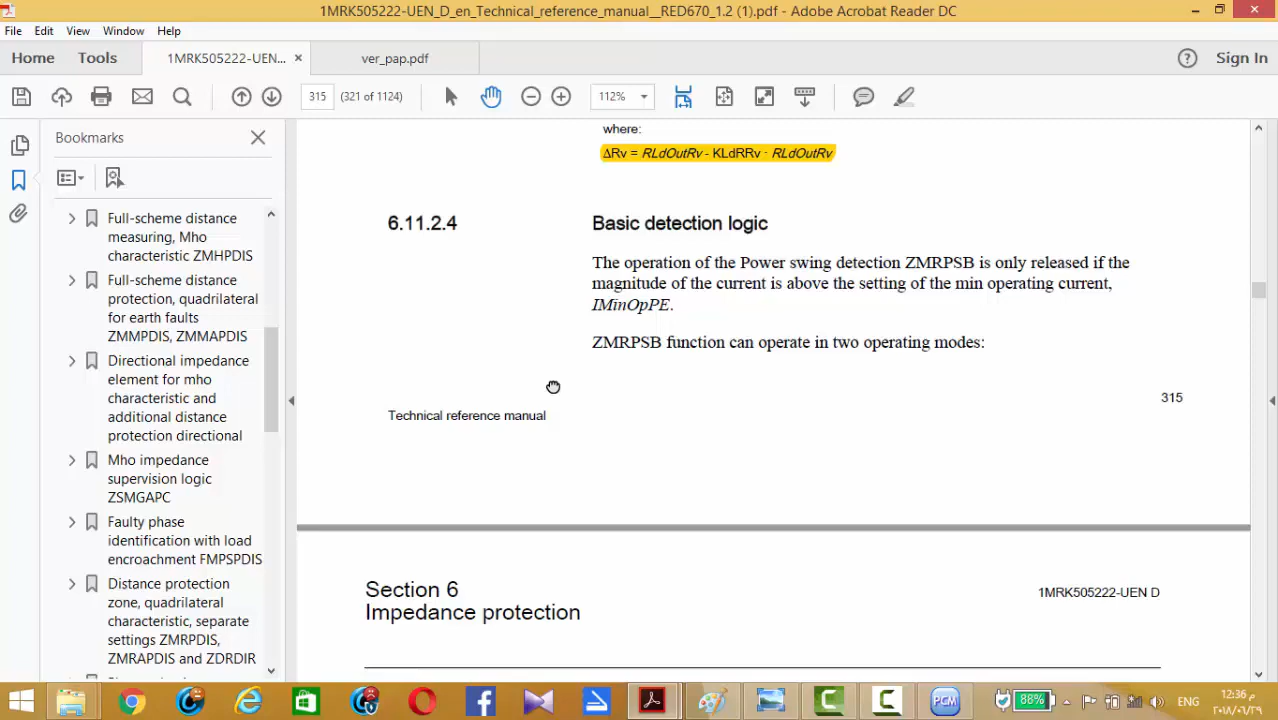 1MRK505222-UEN_D_en_Technical_reference_manual__RED670_1.2 (1).pdf - Adobe Acrobat Reader DC
File Edit View Window Help
Home Tools 1MRK505222-UEN... × ver_pap.pdf Sign In
315 (321 of 1124) 112%
Bookmarks
Full-scheme distance
measuring, Mho
characteristic ZMHPDIS
Full-scheme distance
protection, quadrilateral
for earth faults
ZMMPDIS, ZMMAPDIS
Directional impedance
element for mho
characteristic and
additional distance
protection directional
Mho impedance
supervision logic
ZSMGAPC
Faulty phase
identification with load
encroachment FMPSPDIS
Distance protection
zone, quadrilateral
characteristic, separate
settings ZMRPDIS,
ZMRAPDIS and ZDRDIR
where:
ΔRv = RLdOutRv - KLdRRv · RLdOutRv
6.11.2.4 Basic detection logic
The operation of the Power swing detection ZMRPSB is only released if the
magnitude of the current is above the setting of the min operating current,
IMinOpPE.
ZMRPSB function can operate in two operating modes:
315
Technical reference manual
Section 6 1MRK505222-UEN D
Impedance protection
88% ENG
12:36 م
PCM